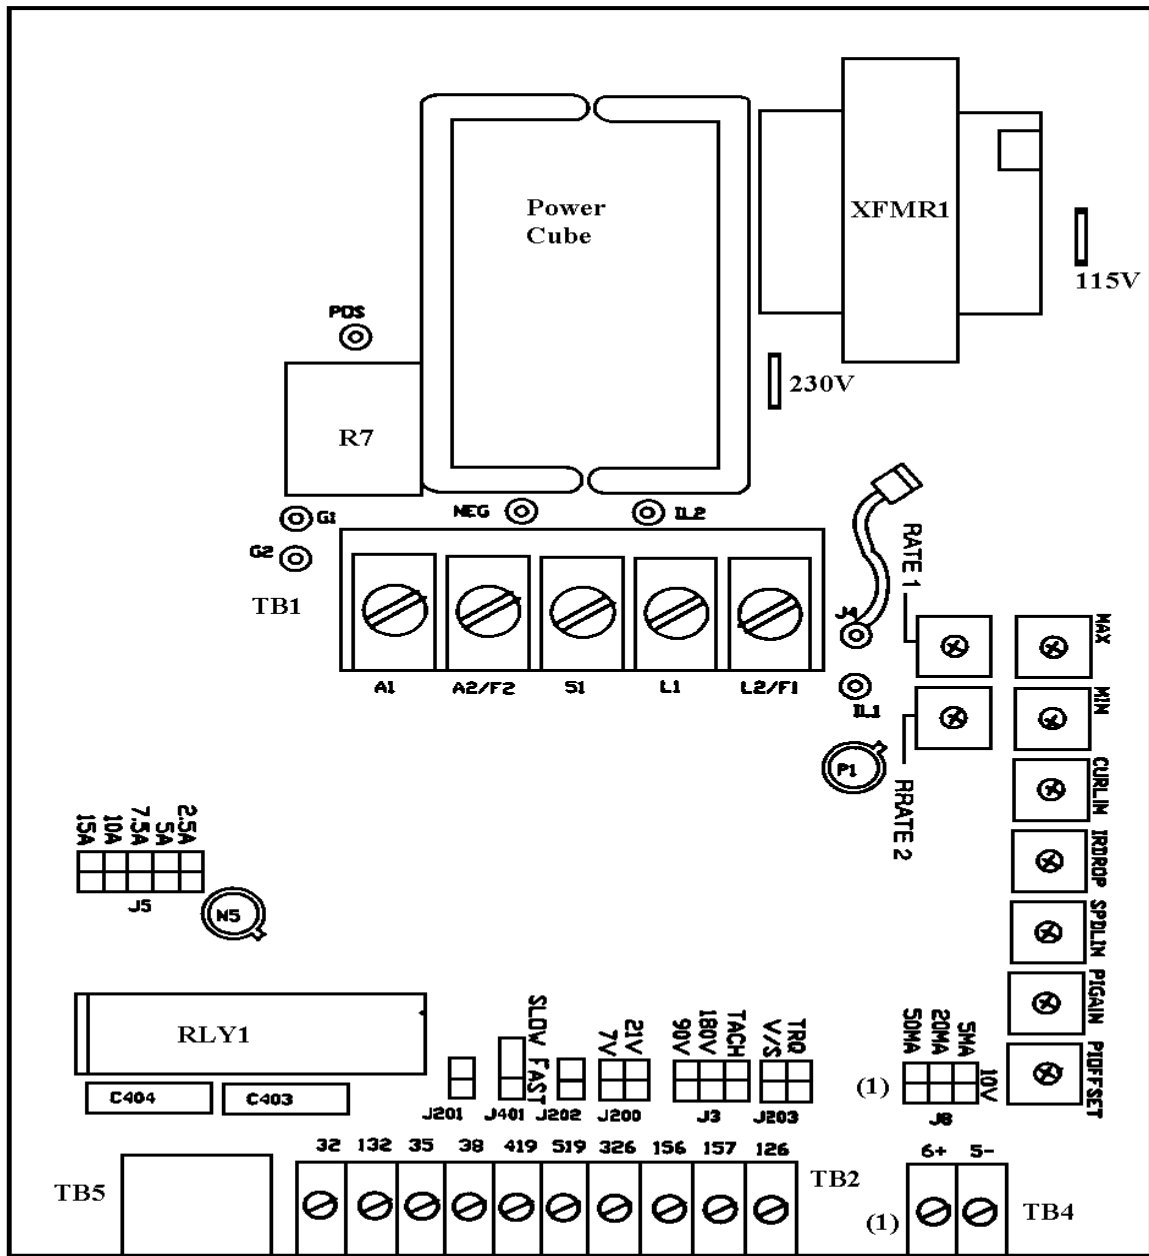 Power
Cube
XFMR1
115V
POS
230V
R7
NEG
IL2
G1
G2
TB1
RATE 1
J4
MAX
A1
A2/F2
S1
L1
L2/F1
IL1
MIN
P1
RRATE 2
CURLIM
IRDROP
SPDLIM
PIGAIN
PIOFFSET
15A
10A
7.5A
5A
2.5A
J5
N5
RLY1
C404
C403
SLOW FAST
7V
21V
90V
180V
TACH
V/S
TRQ
50MA
20MA
5MA
10V
(1)
J201
J401
J202
J200
J3
J203
J8
32 132 35 38 419 519 326 156 157 126
6+ 5-
TB5
TB2
(1)
TB4